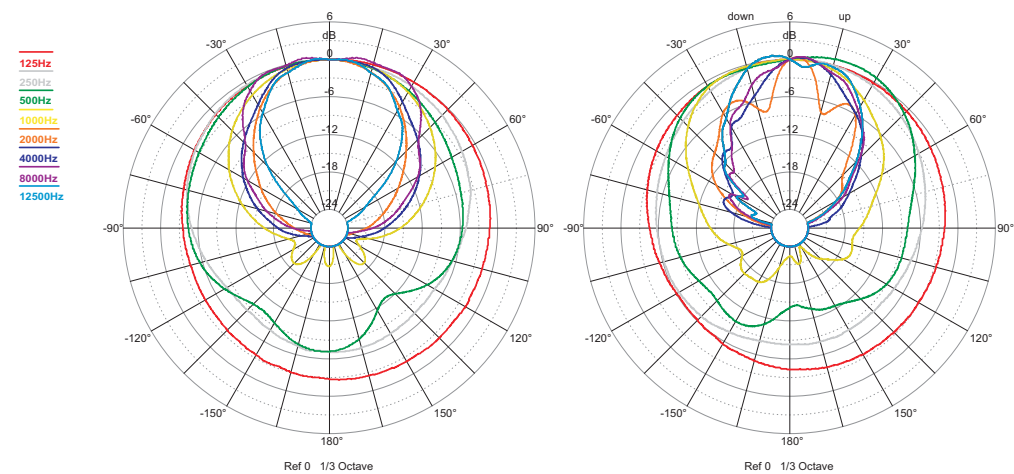 125Hz
250Hz
500Hz
1000Hz
2000Hz
4000Hz
8000Hz
12500Hz
6
dB
0
-6
-12
-18
-24
-30°
30°
-60°
60°
-90°
90°
-120°
120°
-150°
150°
180°
Ref 0 1/3 Octave
down 6 up
dB
0
-6
-12
-18
-24
-30°
30°
-60°
60°
-90°
90°
-120°
120°
-150°
150°
180°
Ref 0 1/3 Octave